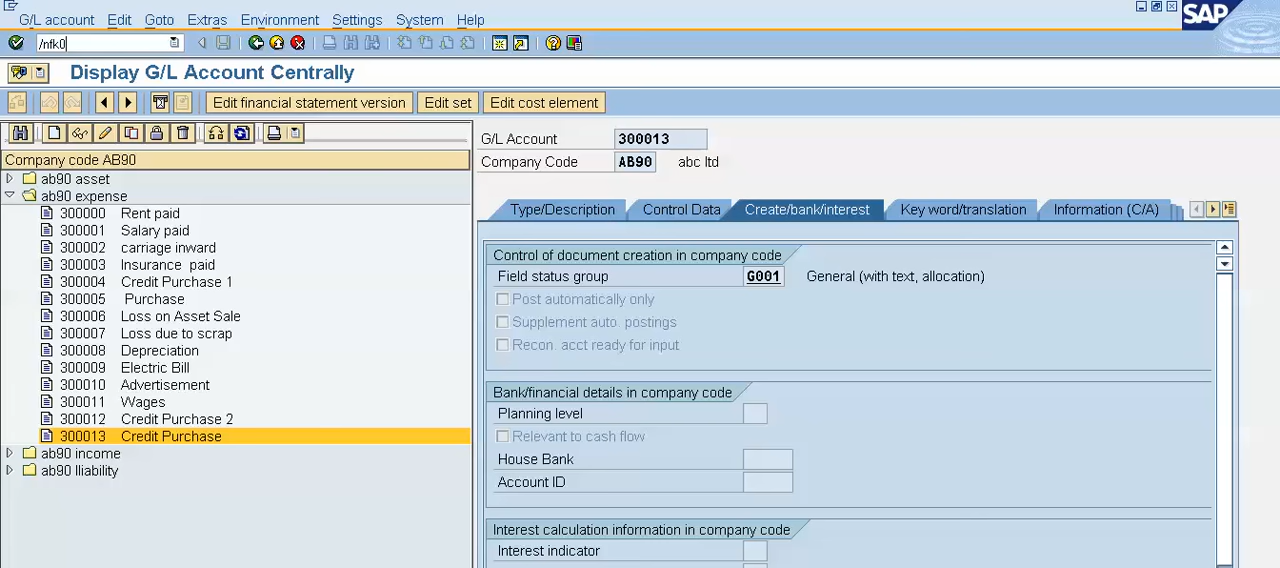 G/L account Edit Goto Extras Environment Settings System Help
SAP
/nfk0
Display G/L Account Centrally
Edit financial statement version Edit set Edit cost element
Company code AB90
ab90 asset
ab90 expense
300000 Rent paid
300001 Salary paid
300002 carriage inward
300003 Insurance paid
300004 Credit Purchase 1
300005 Purchase
300006 Loss on Asset Sale
300007 Loss due to scrap
300008 Depreciation
300009 Electric Bill
300010 Advertisement
300011 Wages
300012 Credit Purchase 2
300013 Credit Purchase
ab90 income
ab90 lliability
G/L Account 300013
Company Code AB90 abc ltd
Type/Description Control Data Create/bank/interest Key word/translation Information (C/A)
Control of document creation in company code
Field status group G001 General (with text, allocation)
Post automatically only
Supplement auto. postings
Recon. acct ready for input
Bank/financial details in company code
Planning level
Relevant to cash flow
House Bank
Account ID
Interest calculation information in company code
Interest indicator